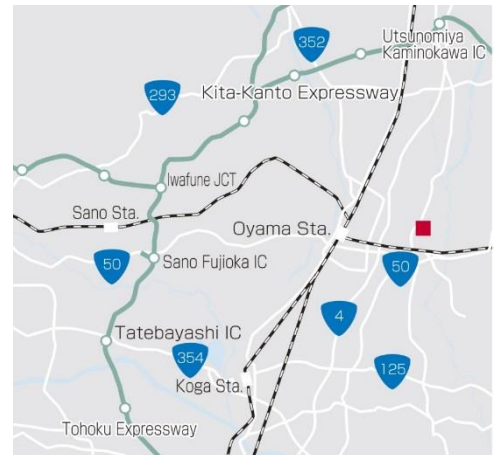 352
Utsunomiya
Kaminokawa IC
293
Kita-Kanto Expressway
Iwafune JCT
Sano Sta.
Oyama Sta.
50
Sano Fujioka IC
50
4
Tatebayashi IC
354
125
Koga Sta.
Tohoku Expressway